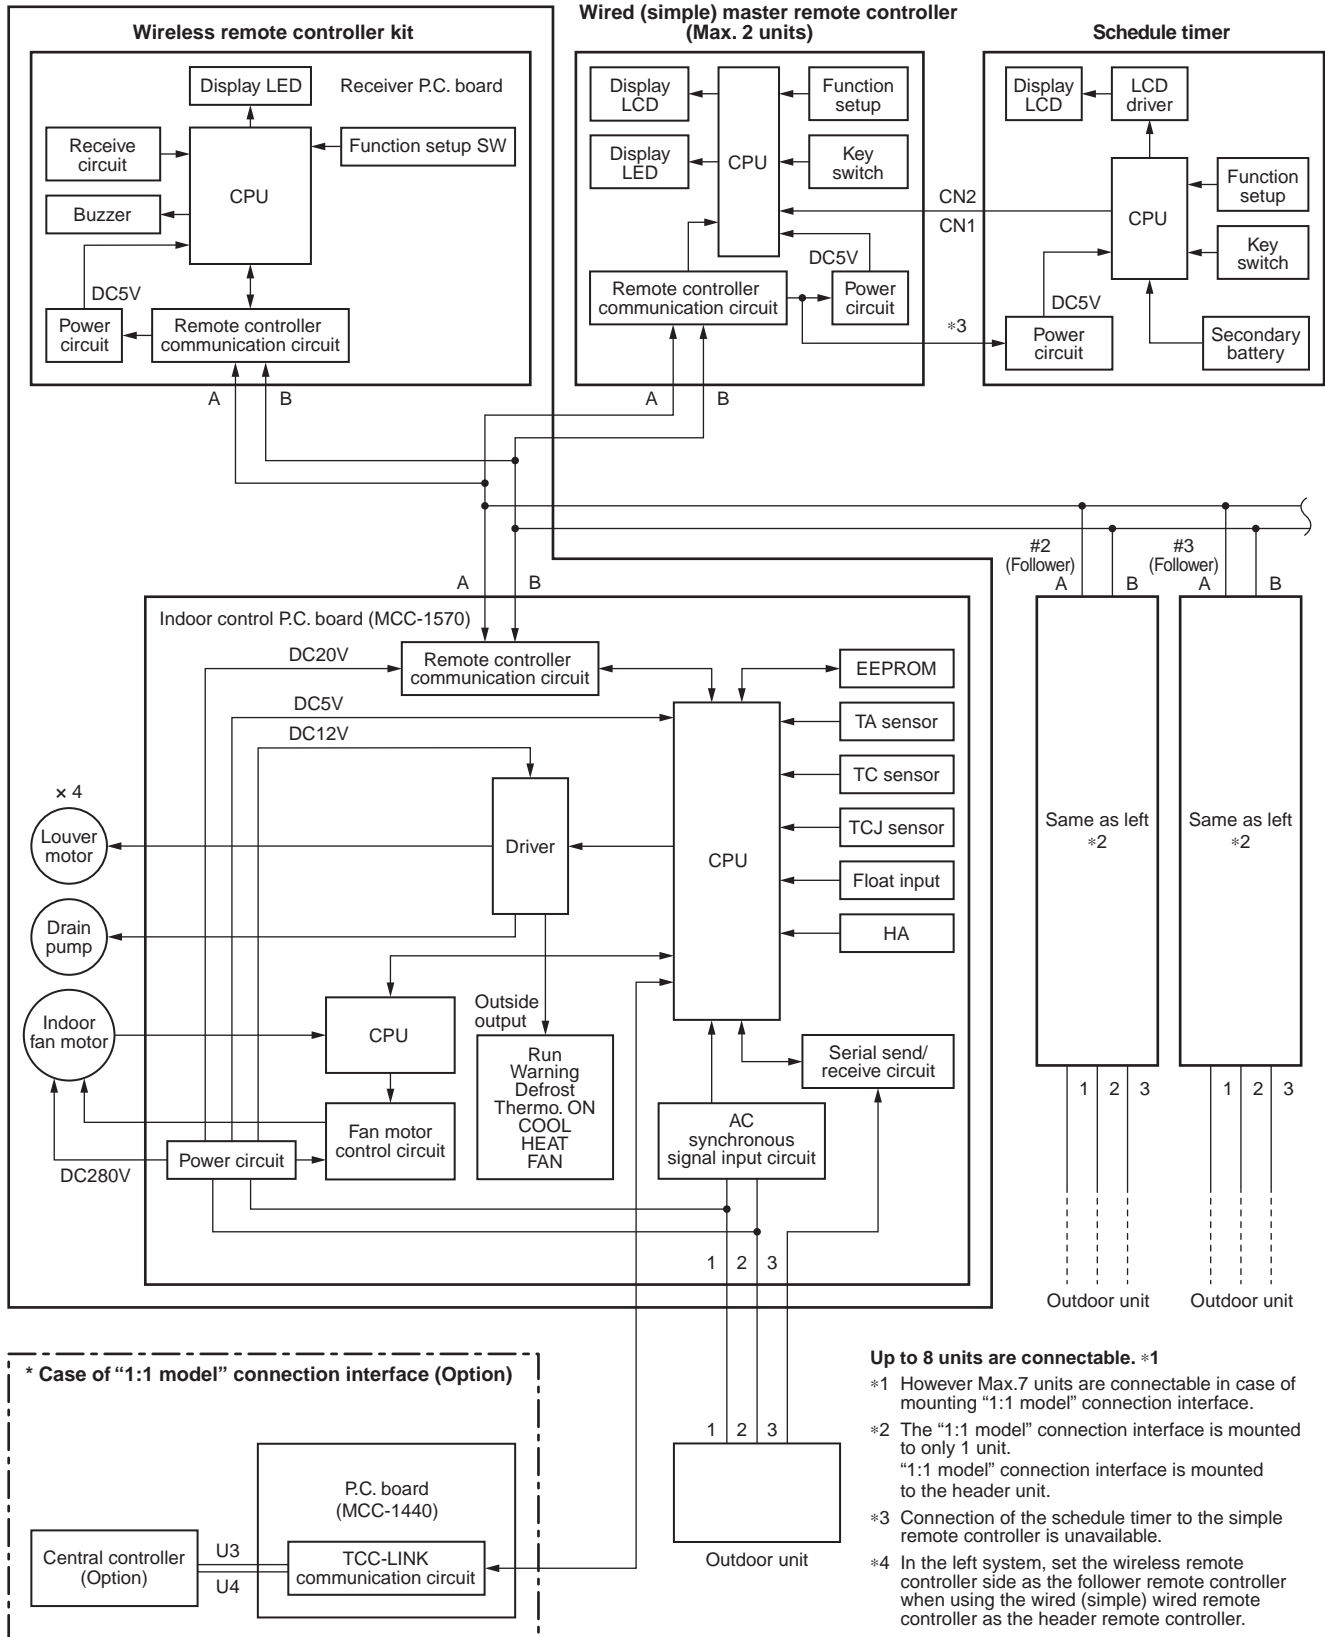 Wireless remote controller kit
Display LED
Receiver P.C. board
Receive
circuit
Function setup SW
CPU
Buzzer
DC5V
Power
circuit
Remote controller
communication circuit
A
B
Wired (simple) master remote controller
(Max. 2 units)
Display
LCD
Function
setup
Display
LED
CPU
Key
switch
DC5V
Remote controller
communication circuit
Power
circuit
A
B
CN2
CN1
*3
Schedule timer
Display
LCD
LCD
driver
Function
setup
CPU
Key
switch
DC5V
Power
circuit
Secondary
battery
A
B
Indoor control P.C. board (MCC-1570)
DC20V
Remote controller
communication circuit
DC5V
DC12V
EEPROM
TA sensor
TC sensor
TCJ sensor
Float input
HA
CPU
Driver
× 4
Louver
motor
Drain
pump
Indoor
fan motor
CPU
Outside
output
Run
Warning
Defrost
Thermo. ON
COOL
HEAT
FAN
Serial send/
receive circuit
AC
synchronous
signal input circuit
Fan motor
control circuit
Power circuit
DC280V
1
2
3
#2
(Follower)
A
B
Same as left
*2
1
2
3
Outdoor unit
#3
(Follower)
A
B
Same as left
*2
1
2
3
Outdoor unit
* Case of “1:1 model” connection interface (Option)
P.C. board
(MCC-1440)
Central controller
(Option)
U3
U4
TCC-LINK
communication circuit
1
2
3
Outdoor unit
Up to 8 units are connectable. *1
*1 However Max.7 units are connectable in case of
mounting “1:1 model” connection interface.
*2 The “1:1 model” connection interface is mounted
to only 1 unit.
“1:1 model” connection interface is mounted
to the header unit.
*3 Connection of the schedule timer to the simple
remote controller is unavailable.
*4 In the left system, set the wireless remote
controller side as the follower remote controller
when using the wired (simple) wired remote
controller as the header remote controller.